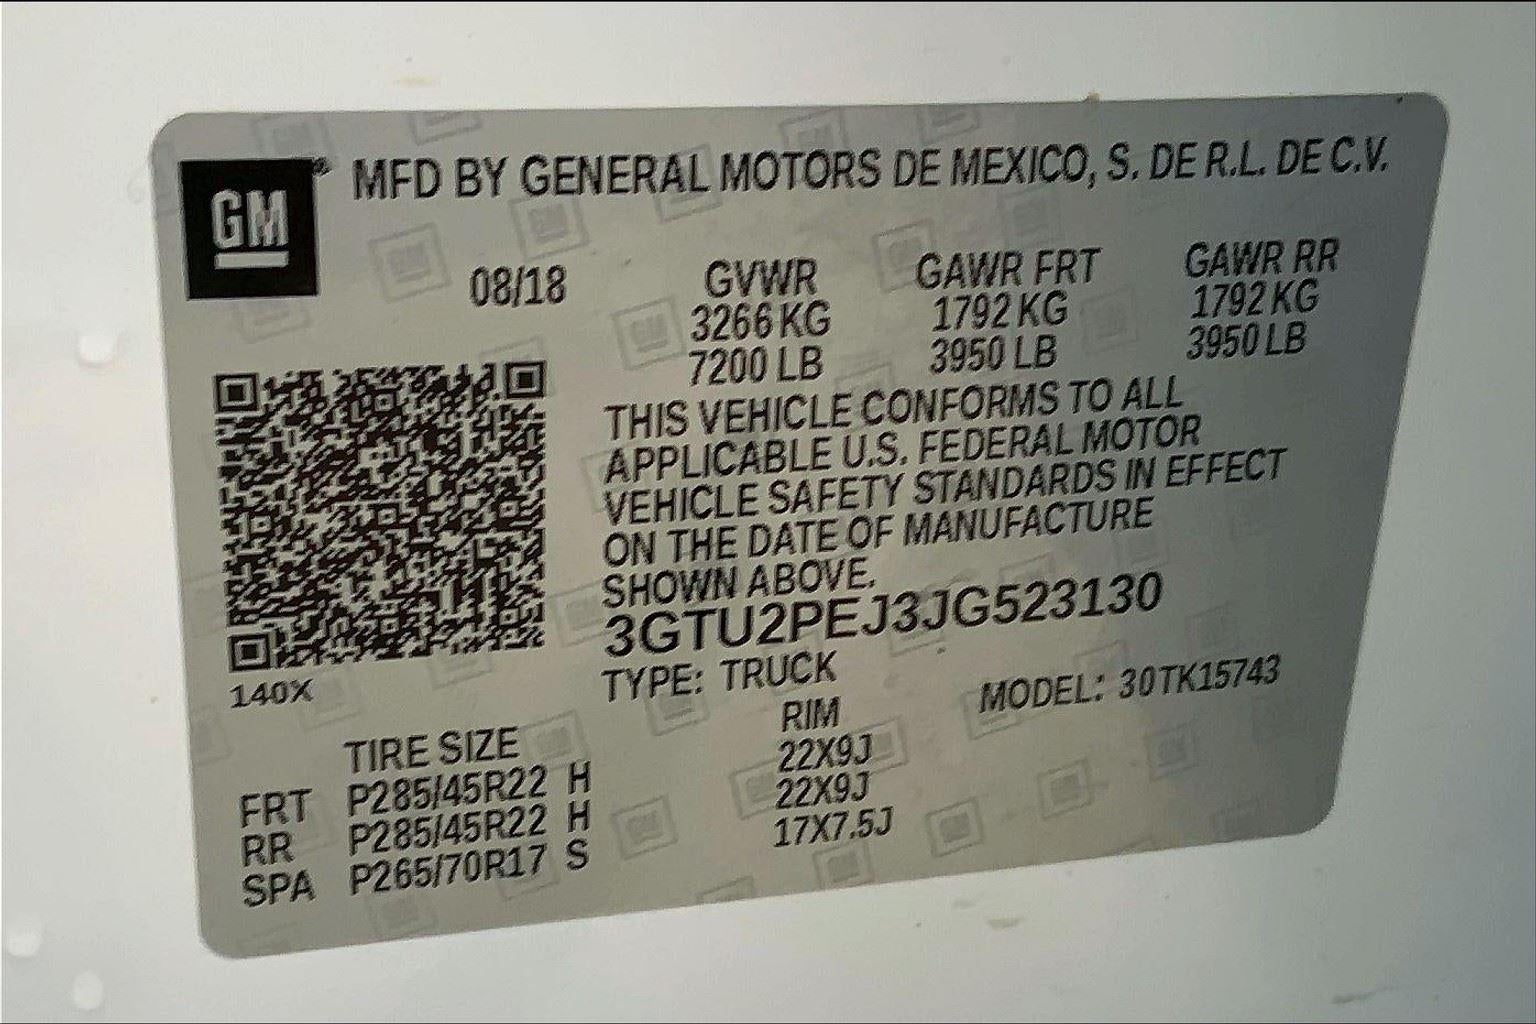 GM® MFD BY GENERAL MOTORS DE MEXICO, S. DE R.L. DE C.V.
08/18 GVWR GAWR FRT GAWR RR
3266 KG 1792 KG 1792 KG
7200 LB 3950 LB 3950 LB
THIS VEHICLE CONFORMS TO ALL
APPLICABLE U.S. FEDERAL MOTOR
VEHICLE SAFETY STANDARDS IN EFFECT
ON THE DATE OF MANUFACTURE
SHOWN ABOVE.
3GTU2PEJ3JG523130
140X
TYPE: TRUCK MODEL: 30TK15743
TIRE SIZE RIM
FRT P285/45R22 H 22X9J
RR P285/45R22 H 22X9J
SPA P265/70R17 S 17X7.5J